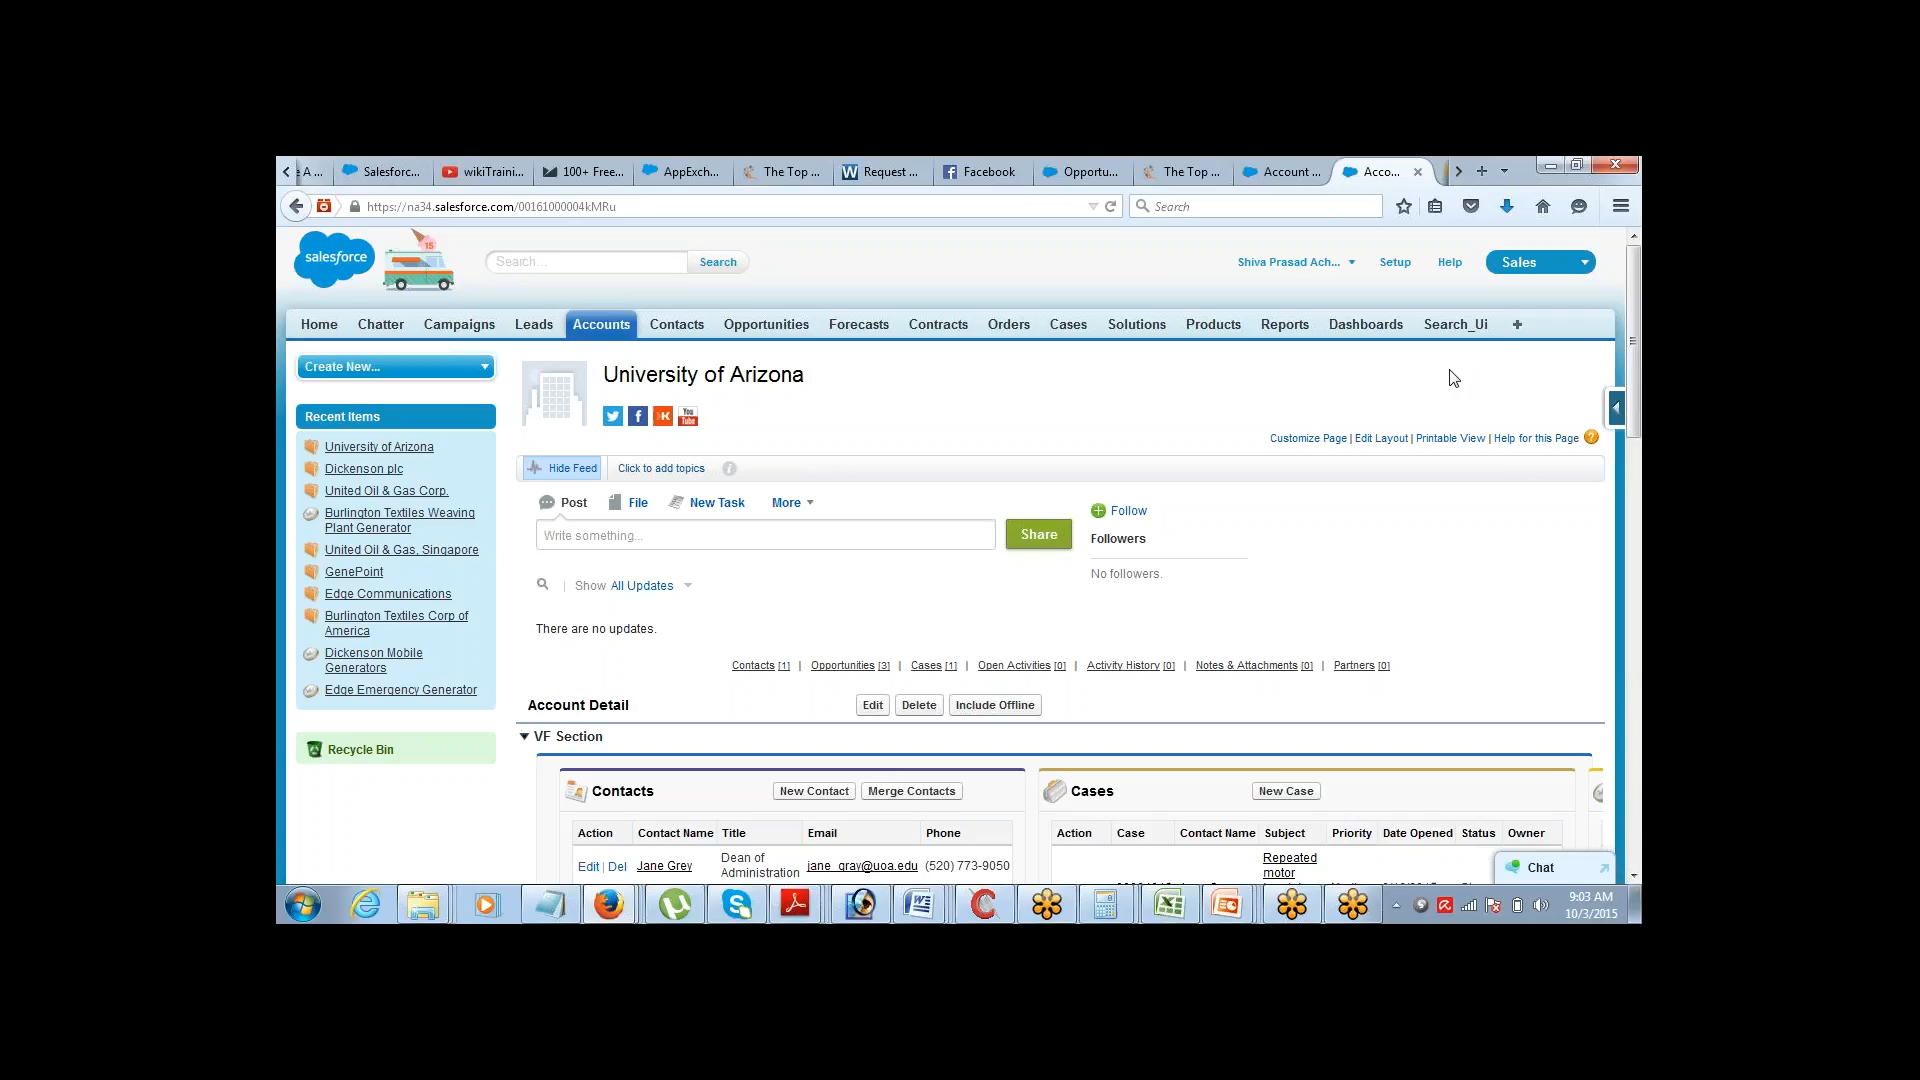 e A ...
Salesforc...
wikiTraini...
100+ Free...
AppExch...
The Top ...
Request ...
Facebook
Opportu...
The Top ...
Account ...
Acco...
https://na34.salesforce.com/00161000004kMRu
Search
salesforce
15
Search...
Search
Shiva Prasad Ach...
Setup
Help
Sales
Home
Chatter
Campaigns
Leads
Accounts
Contacts
Opportunities
Forecasts
Contracts
Orders
Cases
Solutions
Products
Reports
Dashboards
Search_Ui
+
Create New...
Recent Items
University of Arizona
Dickenson plc
United Oil & Gas Corp.
Burlington Textiles Weaving
Plant Generator
United Oil & Gas, Singapore
GenePoint
Edge Communications
Burlington Textiles Corp of
America
Dickenson Mobile
Generators
Edge Emergency Generator
Recycle Bin
University of Arizona
You
Tube
Customize Page | Edit Layout | Printable View | Help for this Page
Hide Feed
Click to add topics
Post
File
New Task
More
Write something...
Share
Follow
Followers
No followers.
Show All Updates
There are no updates.
Contacts [1] | Opportunities [3] | Cases [1] | Open Activities [0] | Activity History [0] | Notes & Attachments [0] | Partners [0]
Account Detail
Edit
Delete
Include Offline
VF Section
Contacts
New Contact
Merge Contacts
Action
Contact Name
Title
Email
Phone
Edit | Del
Jane Grey
Dean of
Administration
jane_gray@uoa.edu
(520) 773-9050
Cases
New Case
Action
Case
Contact Name
Subject
Priority
Date Opened
Status
Owner
Repeated
motor
Chat
9:03 AM
10/3/2015